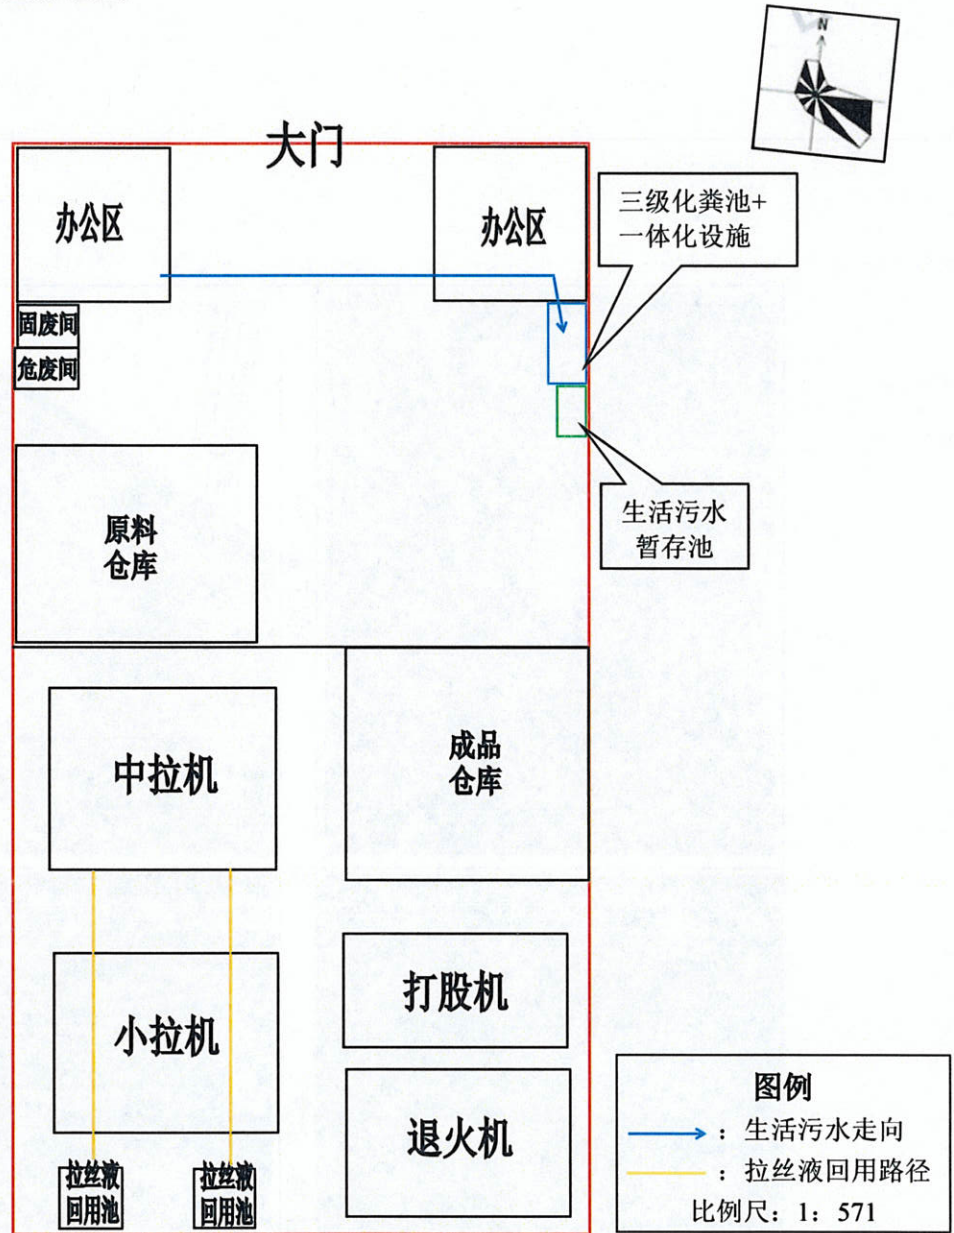 N
大门
办公区
办公区
三级化粪池+
一体化设施
固废间
危废间
生活污水
暂存池
原料
仓库
中拉机
成品
仓库
小拉机
打股机
退火机
拉丝液
回用池
拉丝液
回用池
图例
：生活污水走向
：拉丝液回用路径
比例尺：1：571